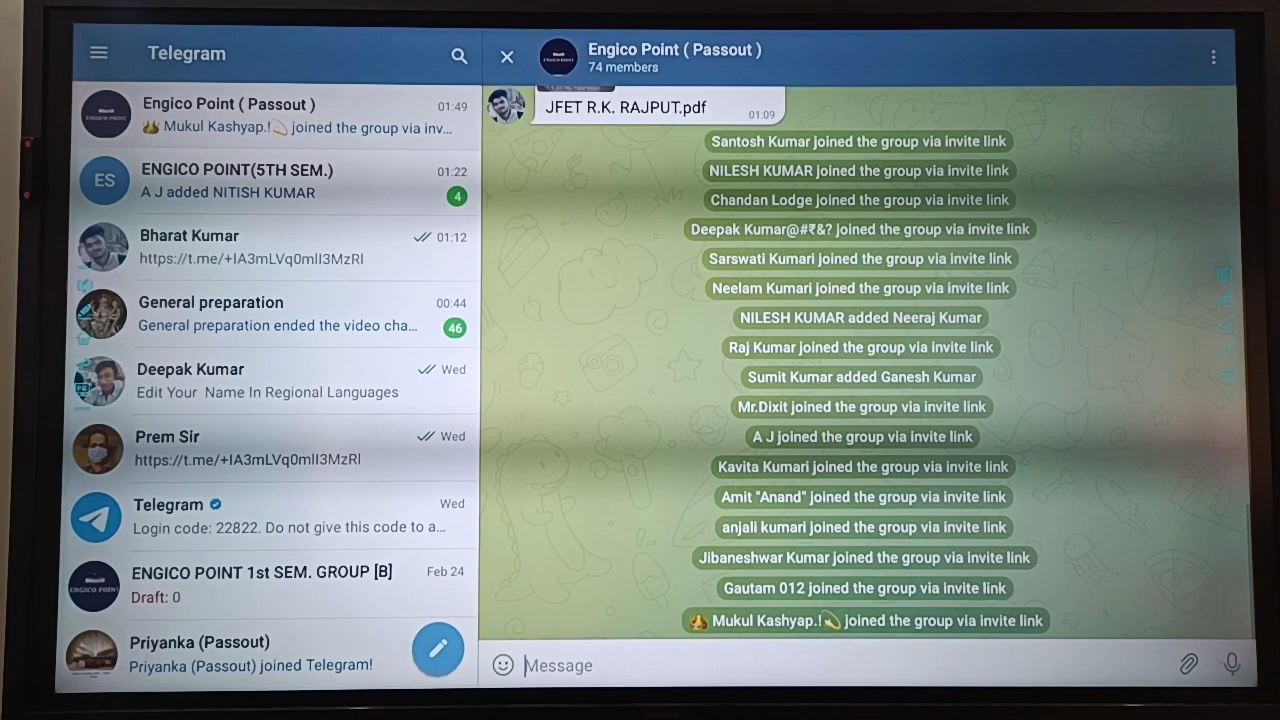 Telegram
Engico Point ( Passout )
01:49
👑 Mukul Kashyap.!💫 joined the group via inv...
ES
ENGICO POINT(5TH SEM.)
01:22
A J added NITISH KUMAR
4
Bharat Kumar
01:12
https://t.me/+IA3mLVq0mlI3MzRl
General preparation
00:44
General preparation ended the video cha...
46
Deepak Kumar
Wed
Edit Your Name In Regional Languages
Prem Sir
Wed
https://t.me/+IA3mLVq0mlI3MzRl
Telegram
Wed
Login code: 22822. Do not give this code to a...
ENGICO POINT
ENGICO POINT 1st SEM. GROUP [B]
Feb 24
Draft: 0
Priyanka (Passout)
Priyanka (Passout) joined Telegram!
Engico Point ( Passout )
74 members
JFET R.K. RAJPUT.pdf
01:09
Santosh Kumar joined the group via invite link
NILESH KUMAR joined the group via invite link
Chandan Lodge joined the group via invite link
Deepak Kumar@#₹&? joined the group via invite link
Sarswati Kumari joined the group via invite link
Neelam Kumari joined the group via invite link
NILESH KUMAR added Neeraj Kumar
Raj Kumar joined the group via invite link
Sumit Kumar added Ganesh Kumar
Mr.Dixit joined the group via invite link
A J joined the group via invite link
Kavita Kumari joined the group via invite link
Amit "Anand" joined the group via invite link
anjali kumari joined the group via invite link
Jibaneshwar Kumar joined the group via invite link
Gautam 012 joined the group via invite link
👑 Mukul Kashyap.!💫 joined the group via invite link
Message